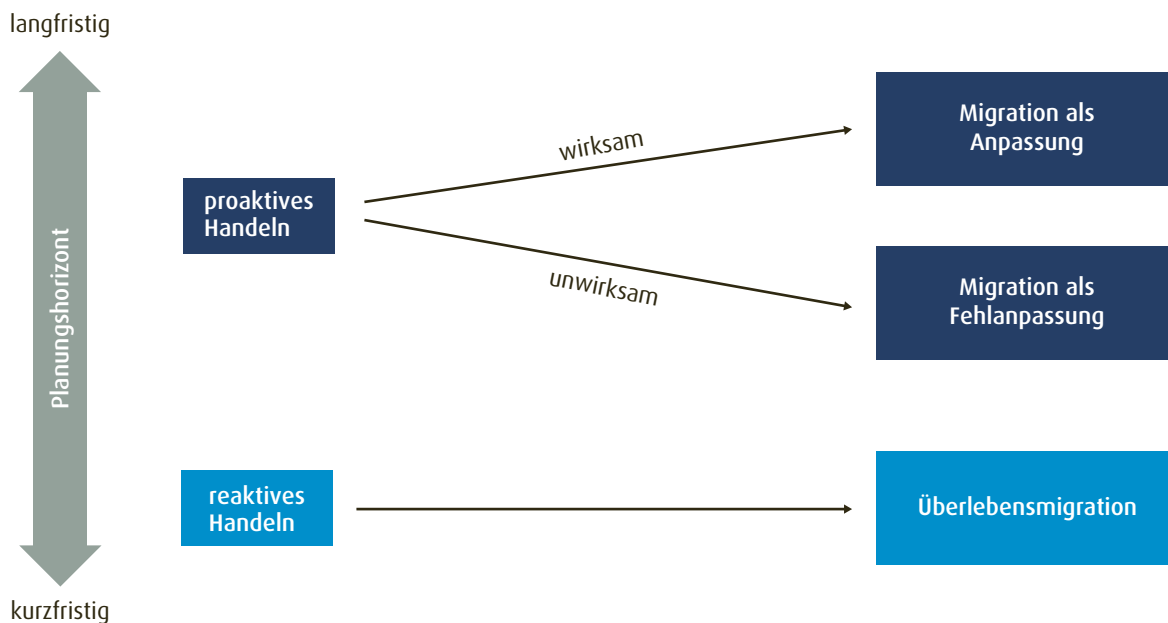 langfristig
Planungshorizont
kurzfristig
proaktives
Handeln
wirksam
unwirksam
Migration als
Anpassung
Migration als
Fehlanpassung
reaktives
Handeln
Überlebensmigration